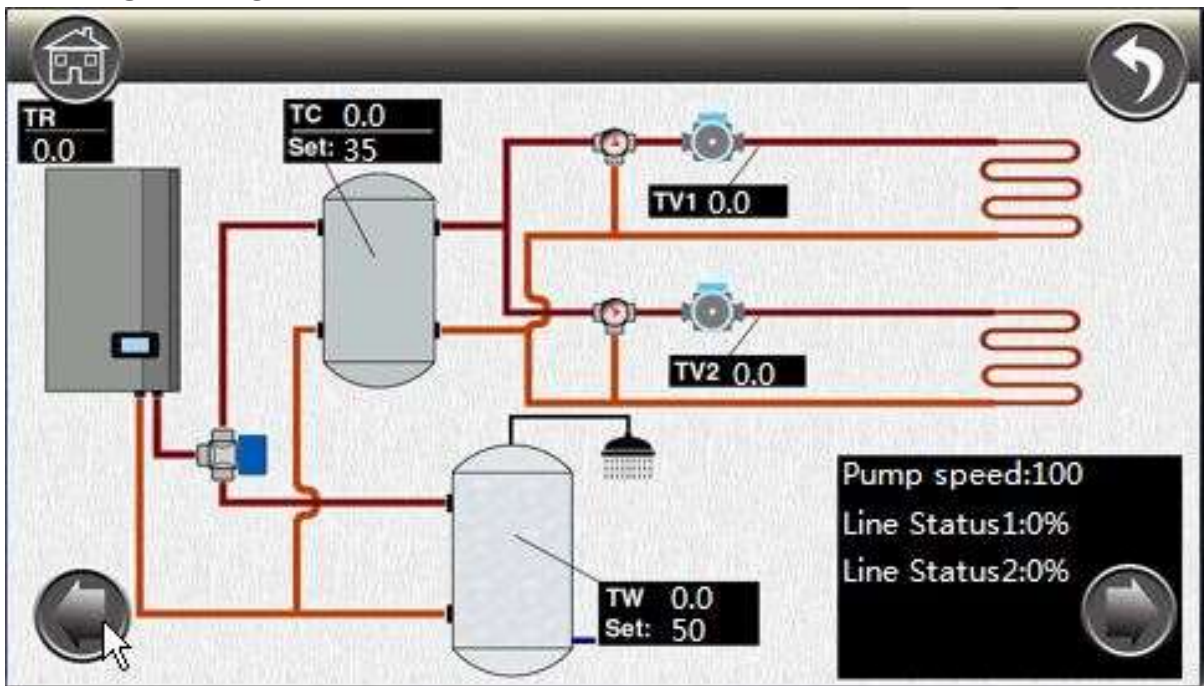 TR
0.0
TC 0.0
Set: 35
TV1 0.0
TV2 0.0
TW 0.0
Set: 50
Pump speed:100
Line Status1:0%
Line Status2:0%